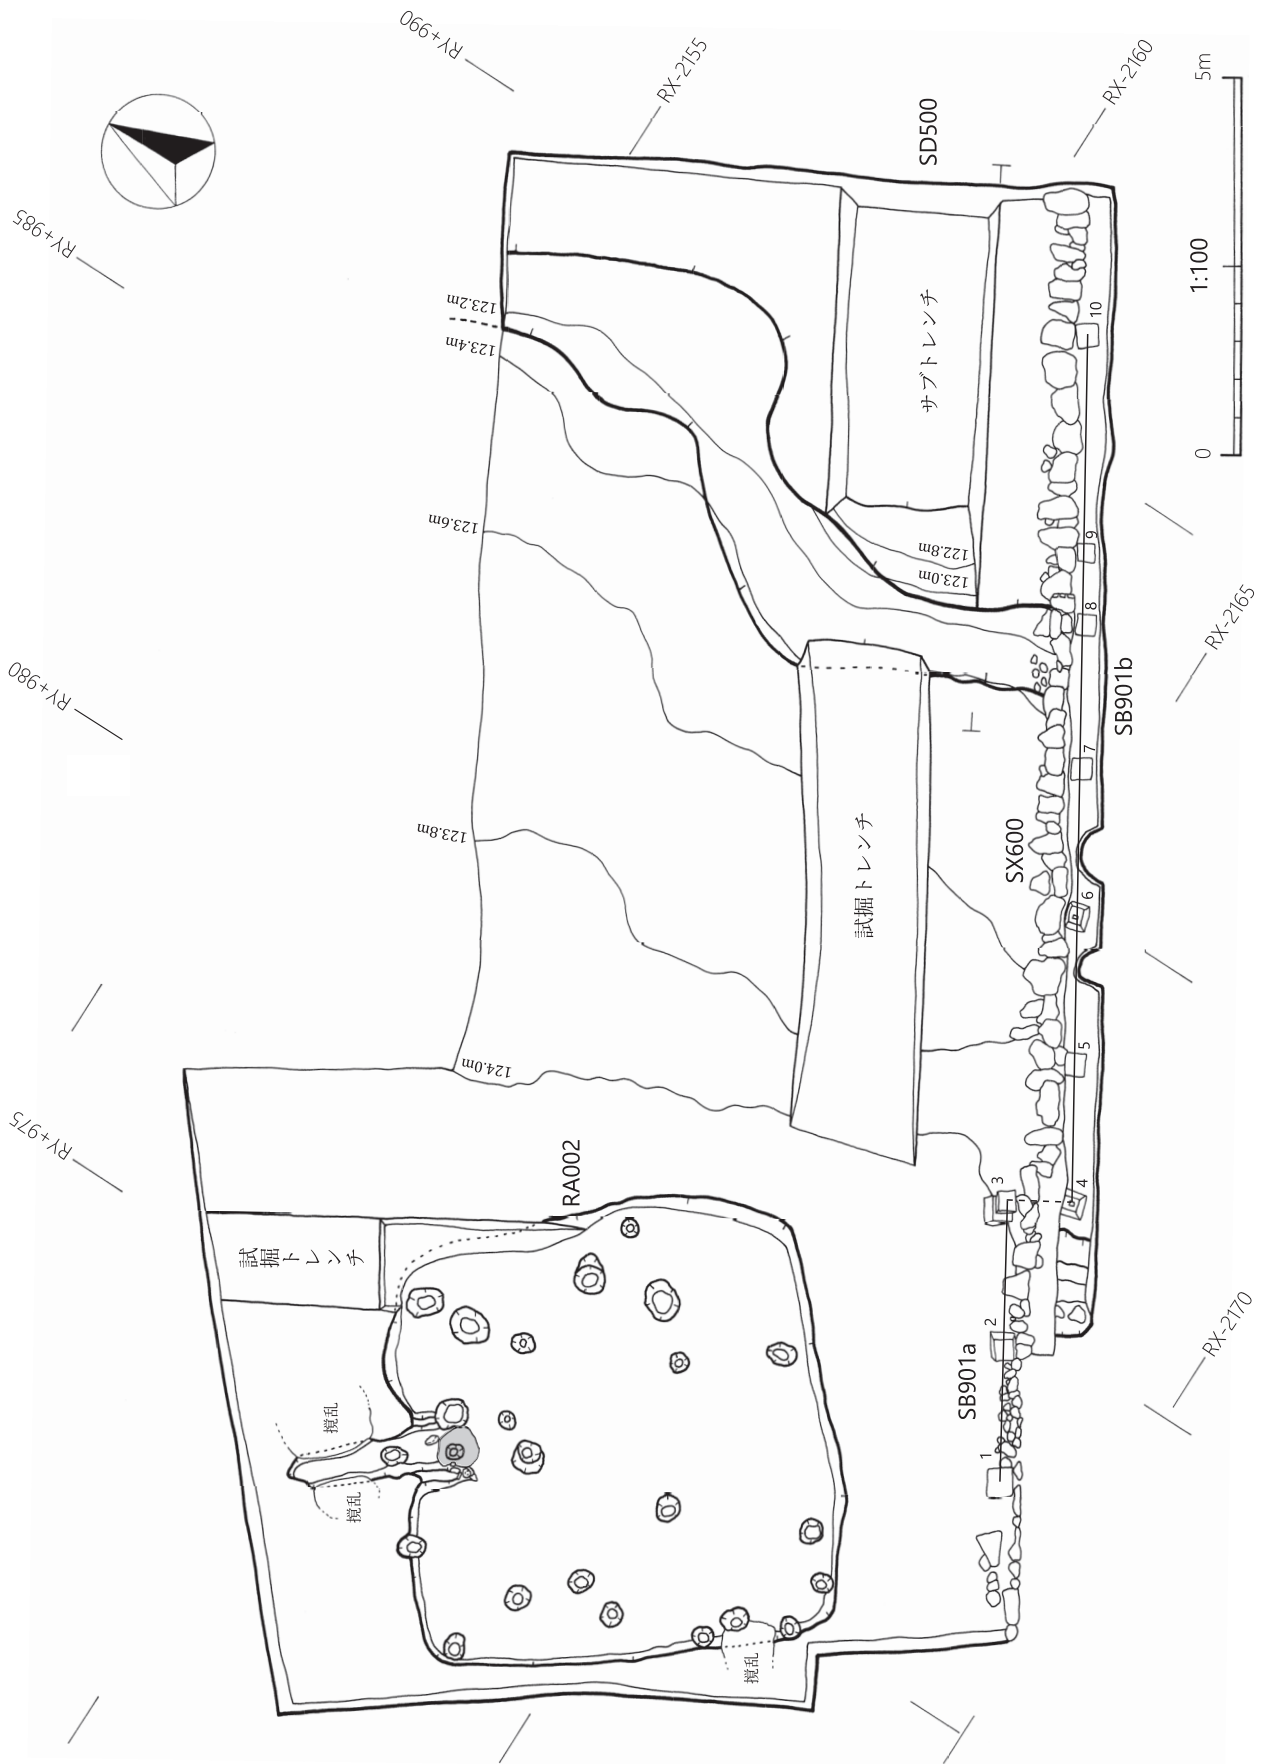 RY+990
RX-2155
RX-2160
5m
SD500
RY+985
1:100
123.2m
10
サブトレンチ
123.4m
0
123.6m
9
122.8m
123.0m
8
RX-2165
RY+980
SB901b
7
123.8m
SX600
試掘トレンチ
6
5
124.0m
RY+975
RA002
3
4
試掘
トレンチ
RX-2170
2
SB901a
撹乱
1
撹乱
撹乱